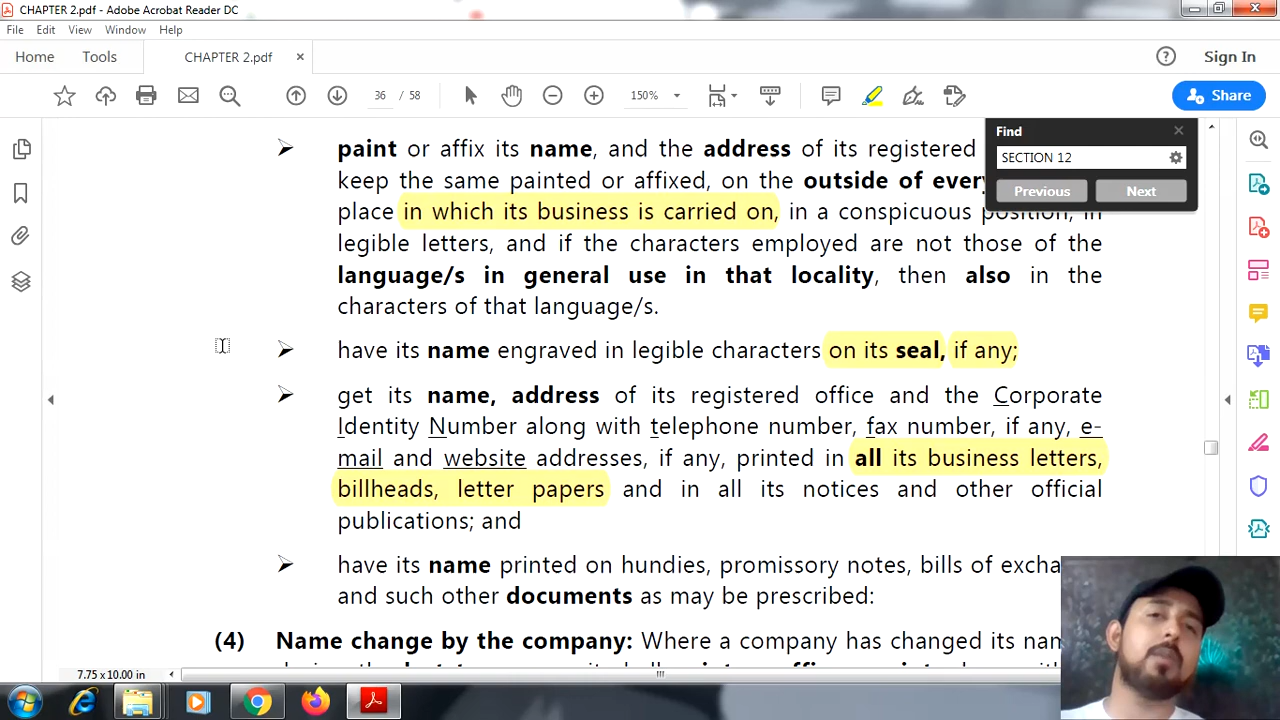 CHAPTER 2.pdf - Adobe Acrobat Reader DC
File Edit View Window Help
Home Tools CHAPTER 2.pdf × Sign In
36 / 58 150% Share
Find
SECTION 12
Previous Next
➢ paint or affix its name, and the address of its registered
keep the same painted or affixed, on the outside of
place in which its business is carried on, in a conspicuous position, in
legible letters, and if the characters employed are not those of the
language/s in general use in that locality, then also in the
characters of that language/s.
➢ have its name engraved in legible characters on its seal, if any;
➢ get its name, address of its registered office and the Corporate
Identity Number along with telephone number, fax number, if any, e-
mail and website addresses, if any, printed in all its business letters,
billheads, letter papers and in all its notices and other official
publications; and
➢ have its name printed on hundies, promissory notes, bills of
and such other documents as may be prescribed:
(4) Name change by the company: Where a company has changed its
7.75 x 10.00 in